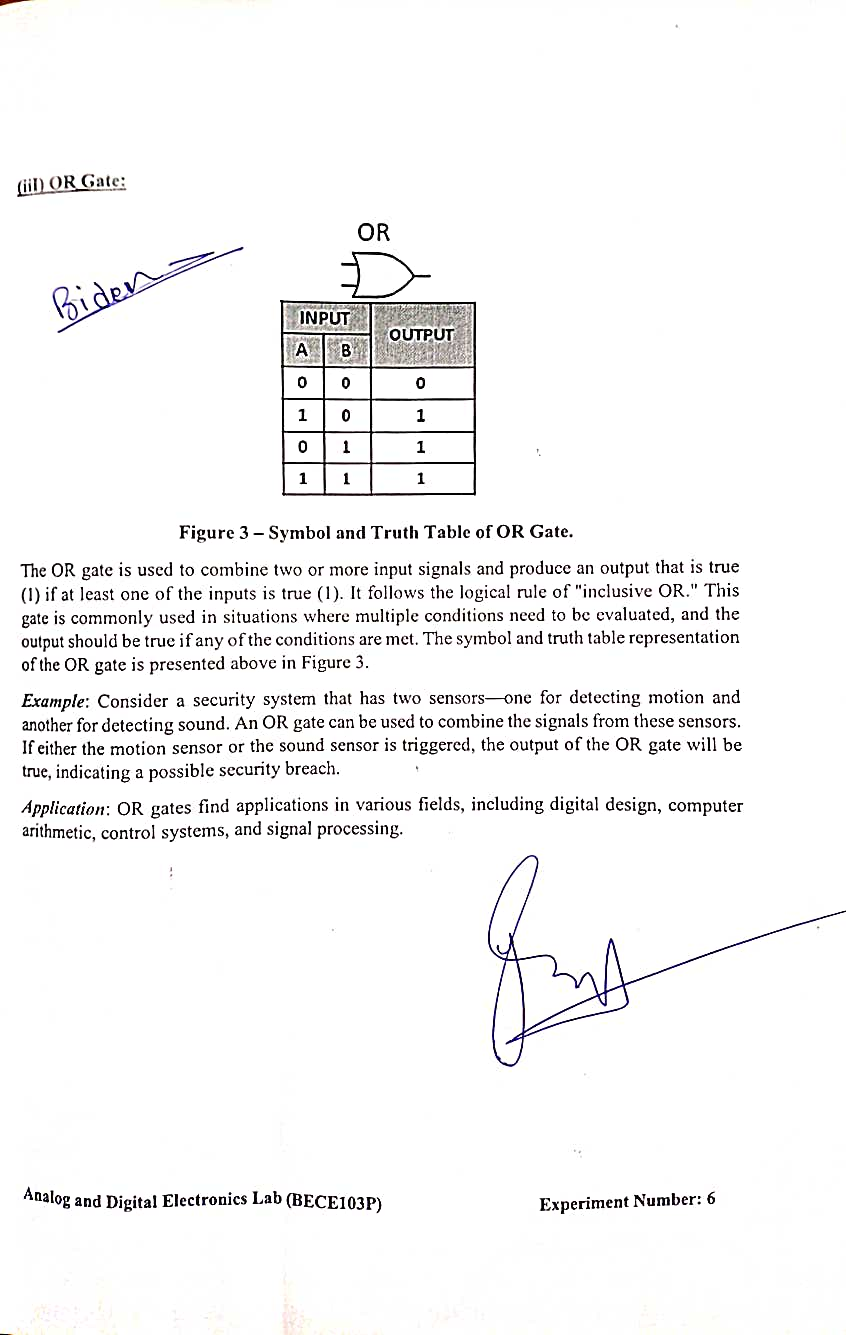 (iii) OR Gate:
OR
Biden
INPUT OUTPUT
A B
0 0 0
1 0 1
0 1 1
1 1 1
Figure 3 – Symbol and Truth Table of OR Gate.
The OR gate is used to combine two or more input signals and produce an output that is true
(1) if at least one of the inputs is true (1). It follows the logical rule of "inclusive OR." This
gate is commonly used in situations where multiple conditions need to be evaluated, and the
output should be true if any of the conditions are met. The symbol and truth table representation
of the OR gate is presented above in Figure 3.
Example: Consider a security system that has two sensors—one for detecting motion and
another for detecting sound. An OR gate can be used to combine the signals from these sensors.
If either the motion sensor or the sound sensor is triggered, the output of the OR gate will be
true, indicating a possible security breach.
Application: OR gates find applications in various fields, including digital design, computer
arithmetic, control systems, and signal processing.
Analog and Digital Electronics Lab (BECE103P) Experiment Number: 6